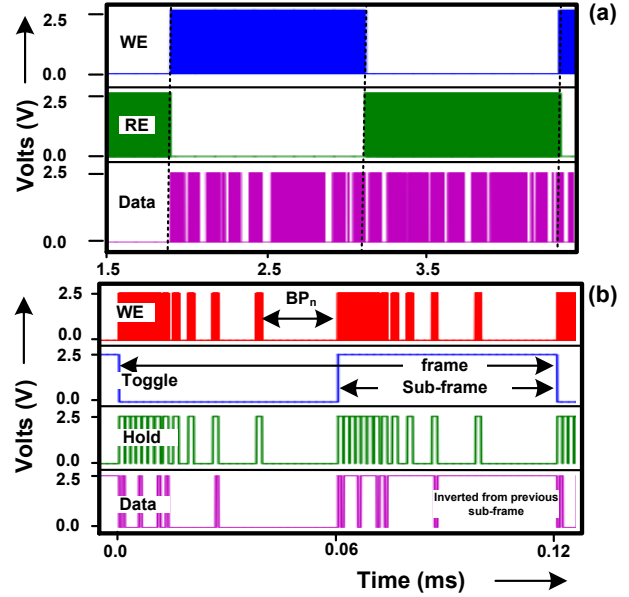 (a)
2.5
WE
0.0
2.5
RE
0.0
2.5
Data
0.0
Volts (V)
1.5
2.5
3.5
(b)
2.5
WE
BPn
0.0
2.5
frame
Toggle
Sub-frame
0.0
2.5
Hold
0.0
2.5
Data
Inverted from previous
sub-frame
0.0
Volts (V)
0.0
0.06
0.12
Time (ms)